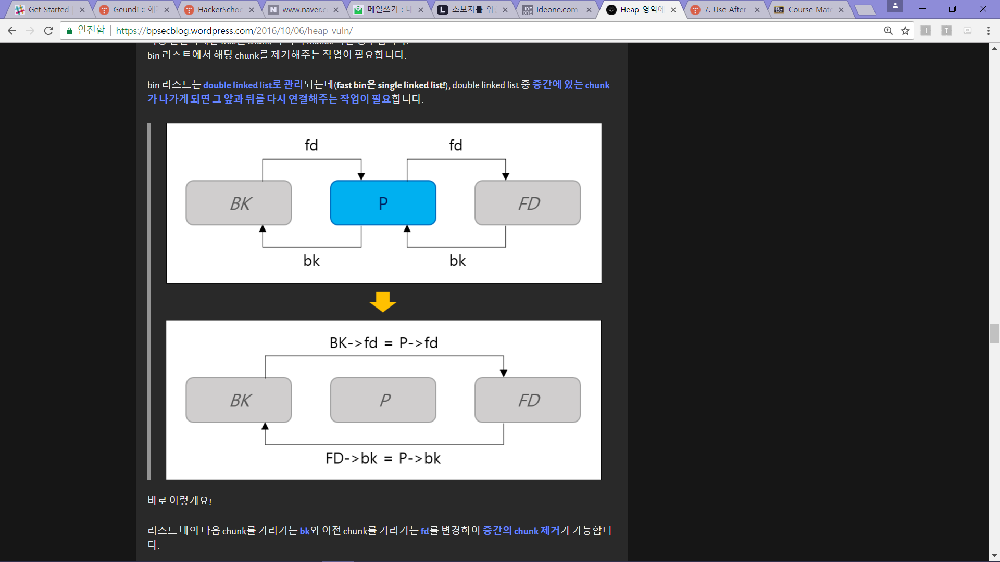 Get Started
Geundi :: 해
HackerSchoo
www.naver.c
메일쓰기 : 네
초보자를 위한
Ideone.com
Heap 영역에
7. Use After
Course Mate
안전함
https://bpsecblog.wordpress.com/2016/10/06/heap_vuln/
bin 리스트에서 해당 chunk를 제거해주는 작업이 필요합니다.
bin 리스트는 double linked list로 관리되는데(fast bin은 single linked list!), double linked list 중 중간에 있는 chunk
가 나가게 되면 그 앞과 뒤를 다시 연결해주는 작업이 필요합니다.
fd fd
BK P FD
bk bk
BK->fd = P->fd
BK P FD
FD->bk = P->bk
바로 이렇게요!
리스트 내의 다음 chunk를 가리키는 bk와 이전 chunk를 가리키는 fd를 변경하여 중간의 chunk 제거가 가능합니
다.